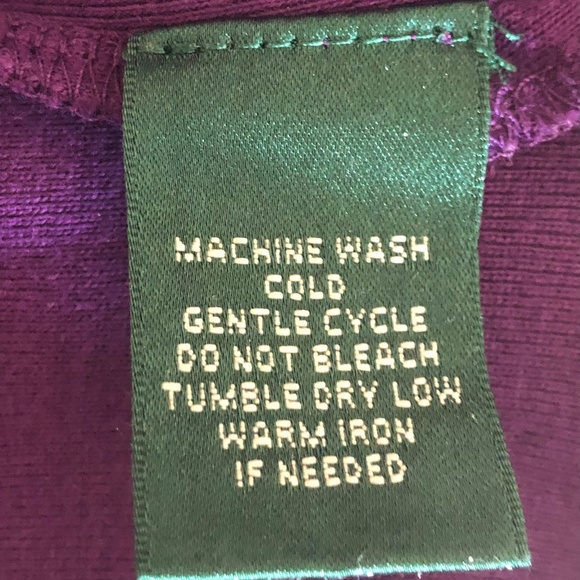 MACHINE WASH
COLD
GENTLE CYCLE
DO NOT BLEACH
TUMBLE DRY LOW
WARM IRON
IF NEEDED